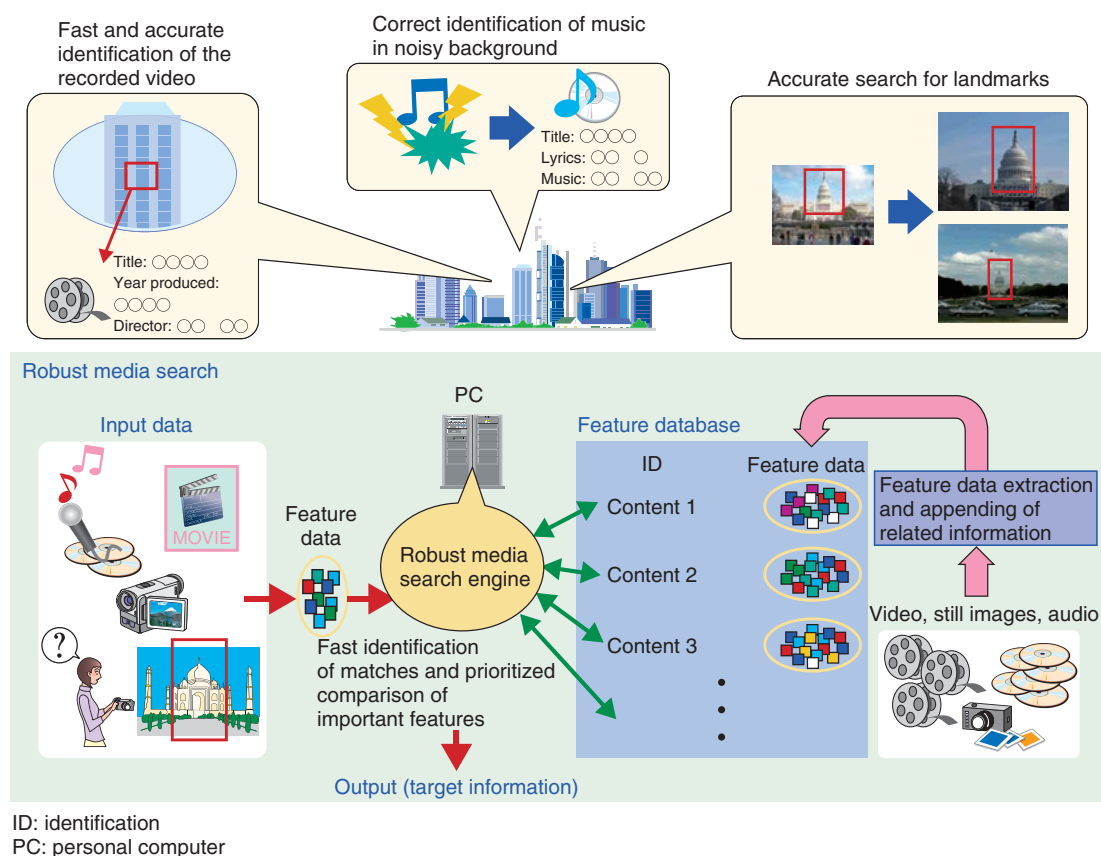 Fast and accurate
identification of the
recorded video
Title: ○○○○
Year produced:
○○○○
Director: ○○ ○○
Correct identification of music
in noisy background
Title: ○○○○
Lyrics: ○○ ○
Music: ○○ ○○
Accurate search for landmarks
Robust media search
Input data
MOVIE
?
Feature
data
PC
Robust media
search engine
Fast identification
of matches and prioritized
comparison of
important features
Output (target information)
Feature database
ID
Feature data
Content 1
Content 2
Content 3
Feature data extraction
and appending of
related information
Video, still images, audio
ID: identification
PC: personal computer